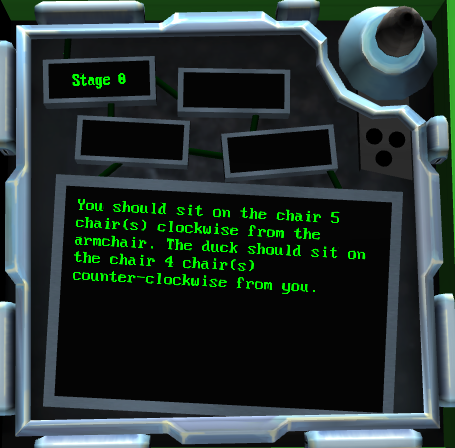 Stage 0
You should sit on the chair 5
chair(s) clockwise from the
armchair. The duck should sit on
the chair 4 chair(s)
counter-clockwise from you.